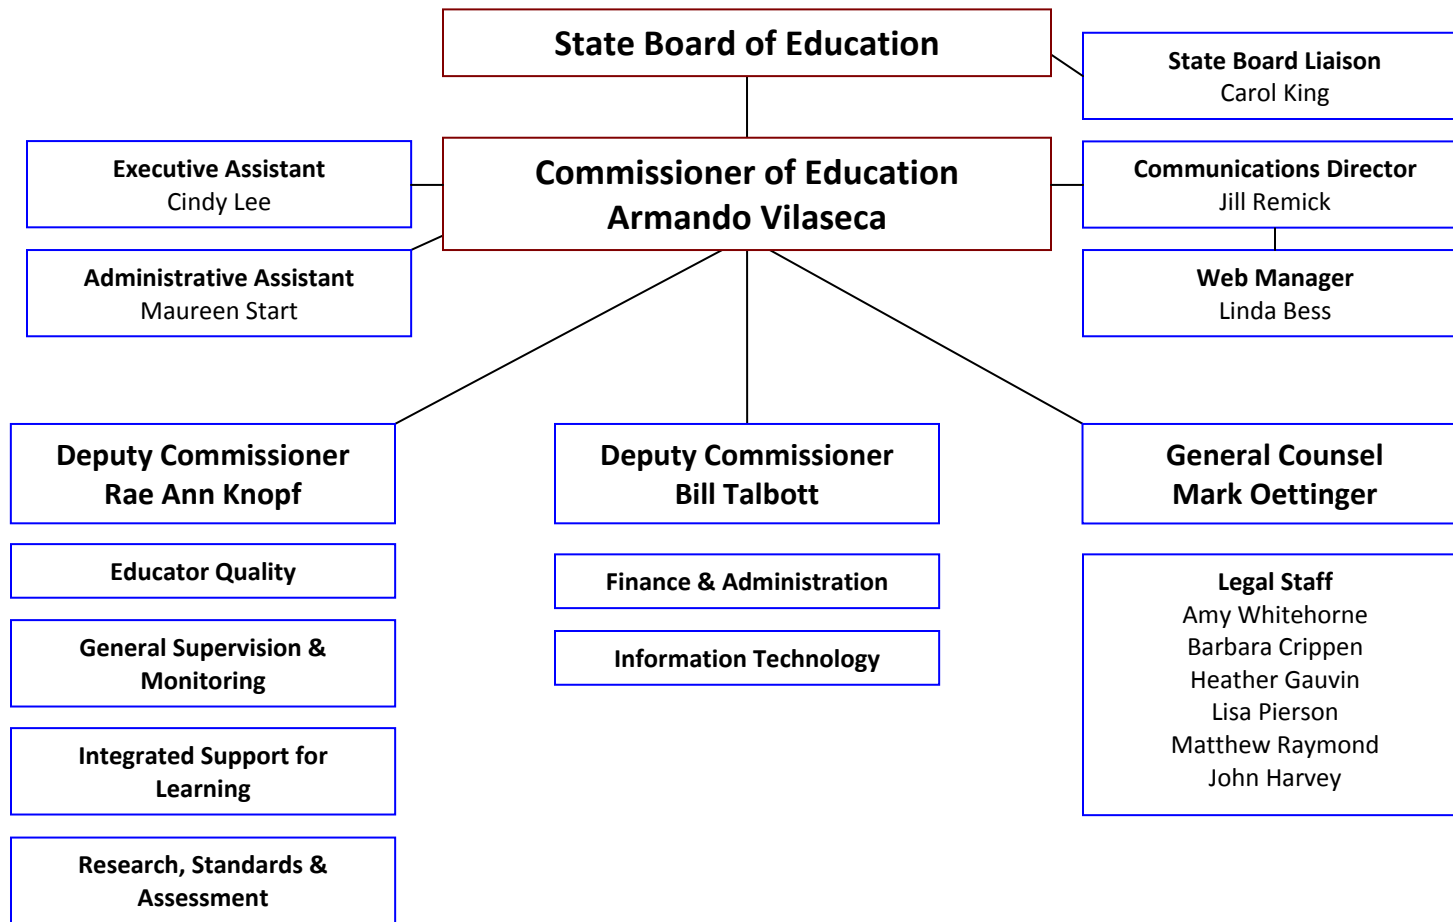 State Board of Education
State Board Liaison
Carol King
Executive Assistant
Cindy Lee
Commissioner of Education
Armando Vilaseca
Communications Director
Jill Remick
Administrative Assistant
Maureen Start
Web Manager
Linda Bess
Deputy Commissioner
Rae Ann Knopf
Deputy Commissioner
Bill Talbott
General Counsel
Mark Oettinger
Educator Quality
General Supervision &
Monitoring
Integrated Support for
Learning
Research, Standards &
Assessment
Finance & Administration
Information Technology
Legal Staff
Amy Whitehorne
Barbara Crippen
Heather Gauvin
Lisa Pierson
Matthew Raymond
John Harvey